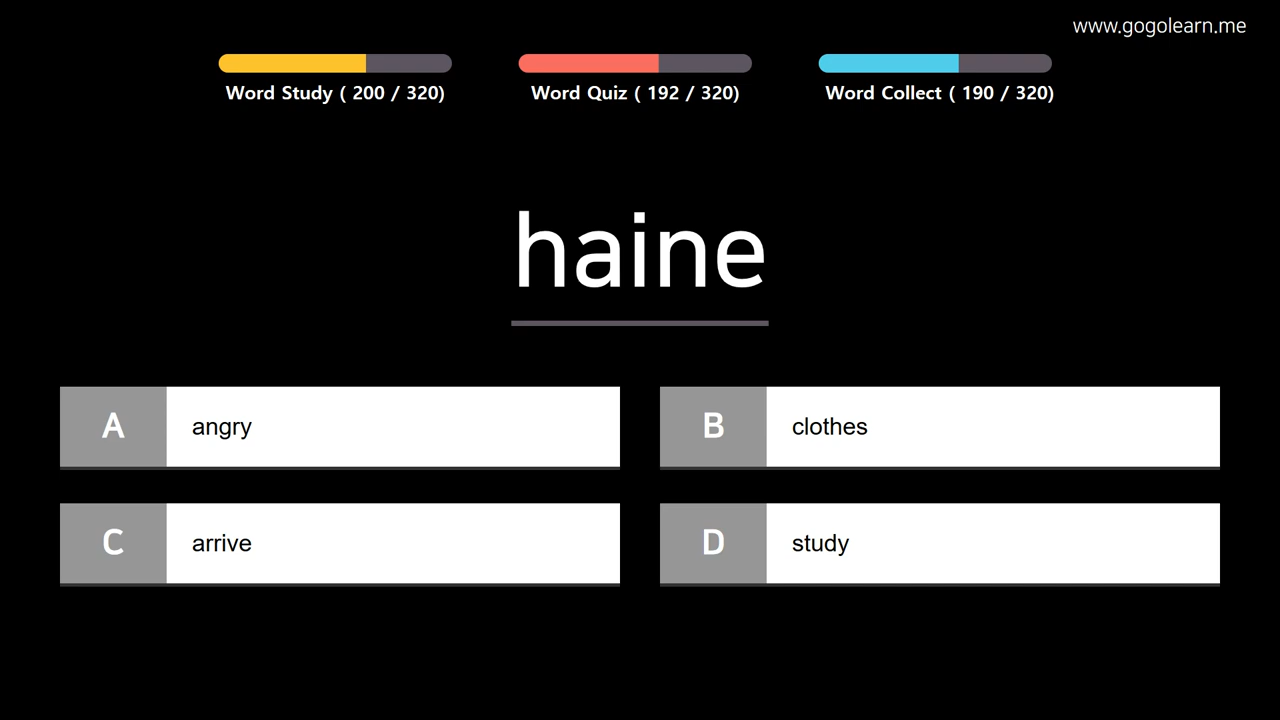 www.gogolearn.me
Word Study ( 200 / 320)
Word Quiz ( 192 / 320)
Word Collect ( 190 / 320)
haine
A angry
B clothes
C arrive
D study